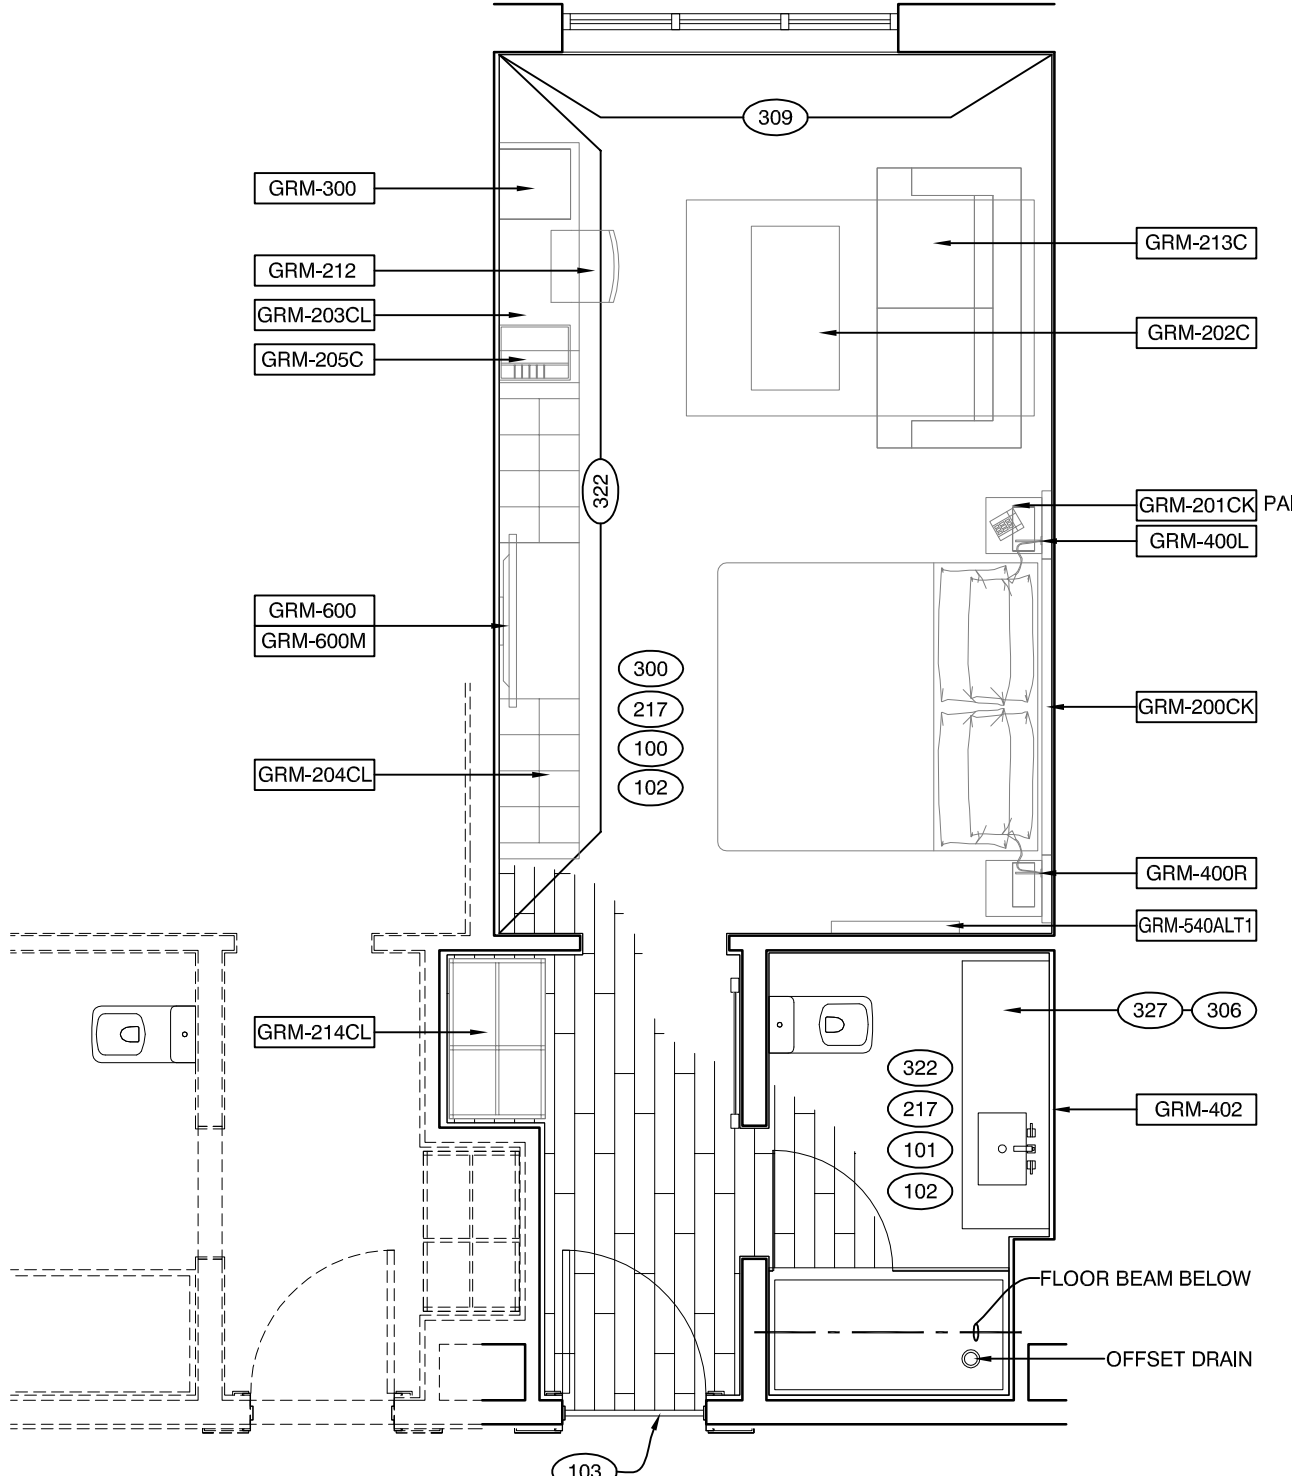 309
GRM-300
GRM-212
GRM-203CL
GRM-205C
322
GRM-600
GRM-600M
GRM-204CL
GRM-213C
GRM-202C
GRM-201CK
GRM-400L
GRM-200CK
GRM-400R
GRM-540ALT1
300
217
100
102
GRM-214CL
327
306
322
217
101
102
GRM-402
FLOOR BEAM BELOW
OFFSET DRAIN
103